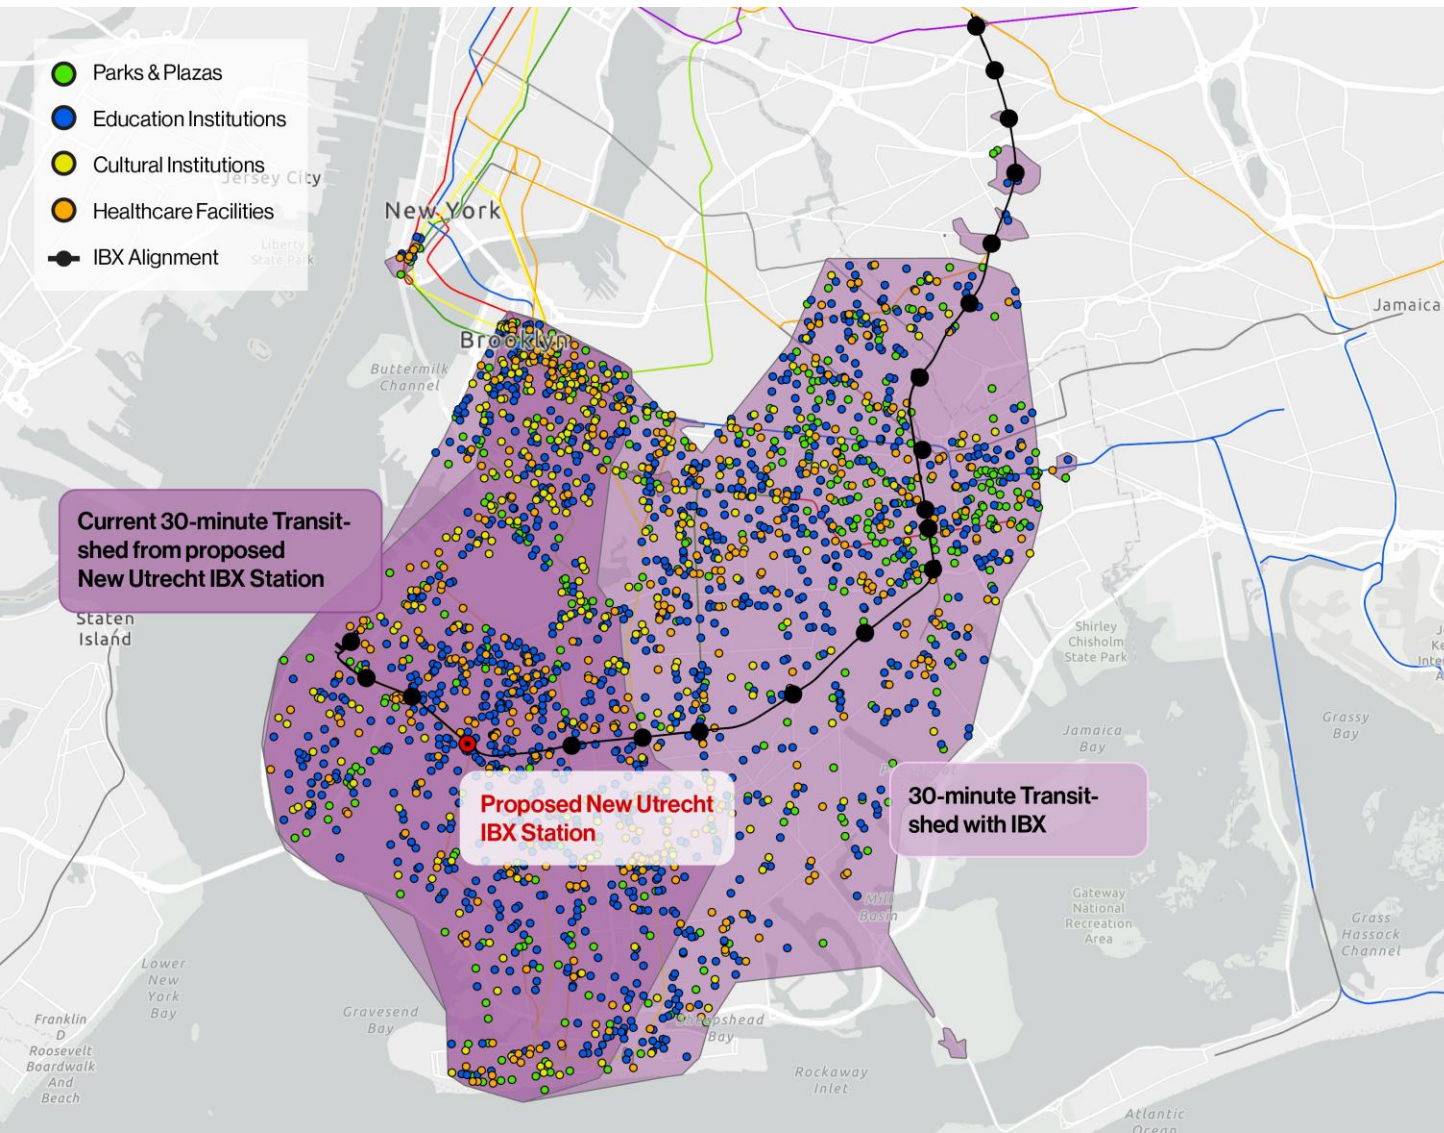 Parks & Plazas
Education Institutions
Cultural Institutions
Healthcare Facilities
IBX Alignment
Jersey City
New York
Liberty
State Park
Brooklyn
Buttermilk
Channel
Jamaica
Current 30-minute Transit-
shed from proposed
New Utrecht IBX Station
Staten
Island
Shirley
Chisholm
State Park
Jamaica
Bay
Grassy
Bay
Proposed New Utrecht
IBX Station
30-minute Transit-
shed with IBX
Mill
Basin
Gateway
National
Recreation
Area
Grass
Hassock
Channel
Lower
New
York
Bay
Gravesend
Bay
Sheepshead
Bay
Franklin
D
Roosevelt
Boardwalk
And
Beach
Rockaway
Inlet
Atlantic
Ocean